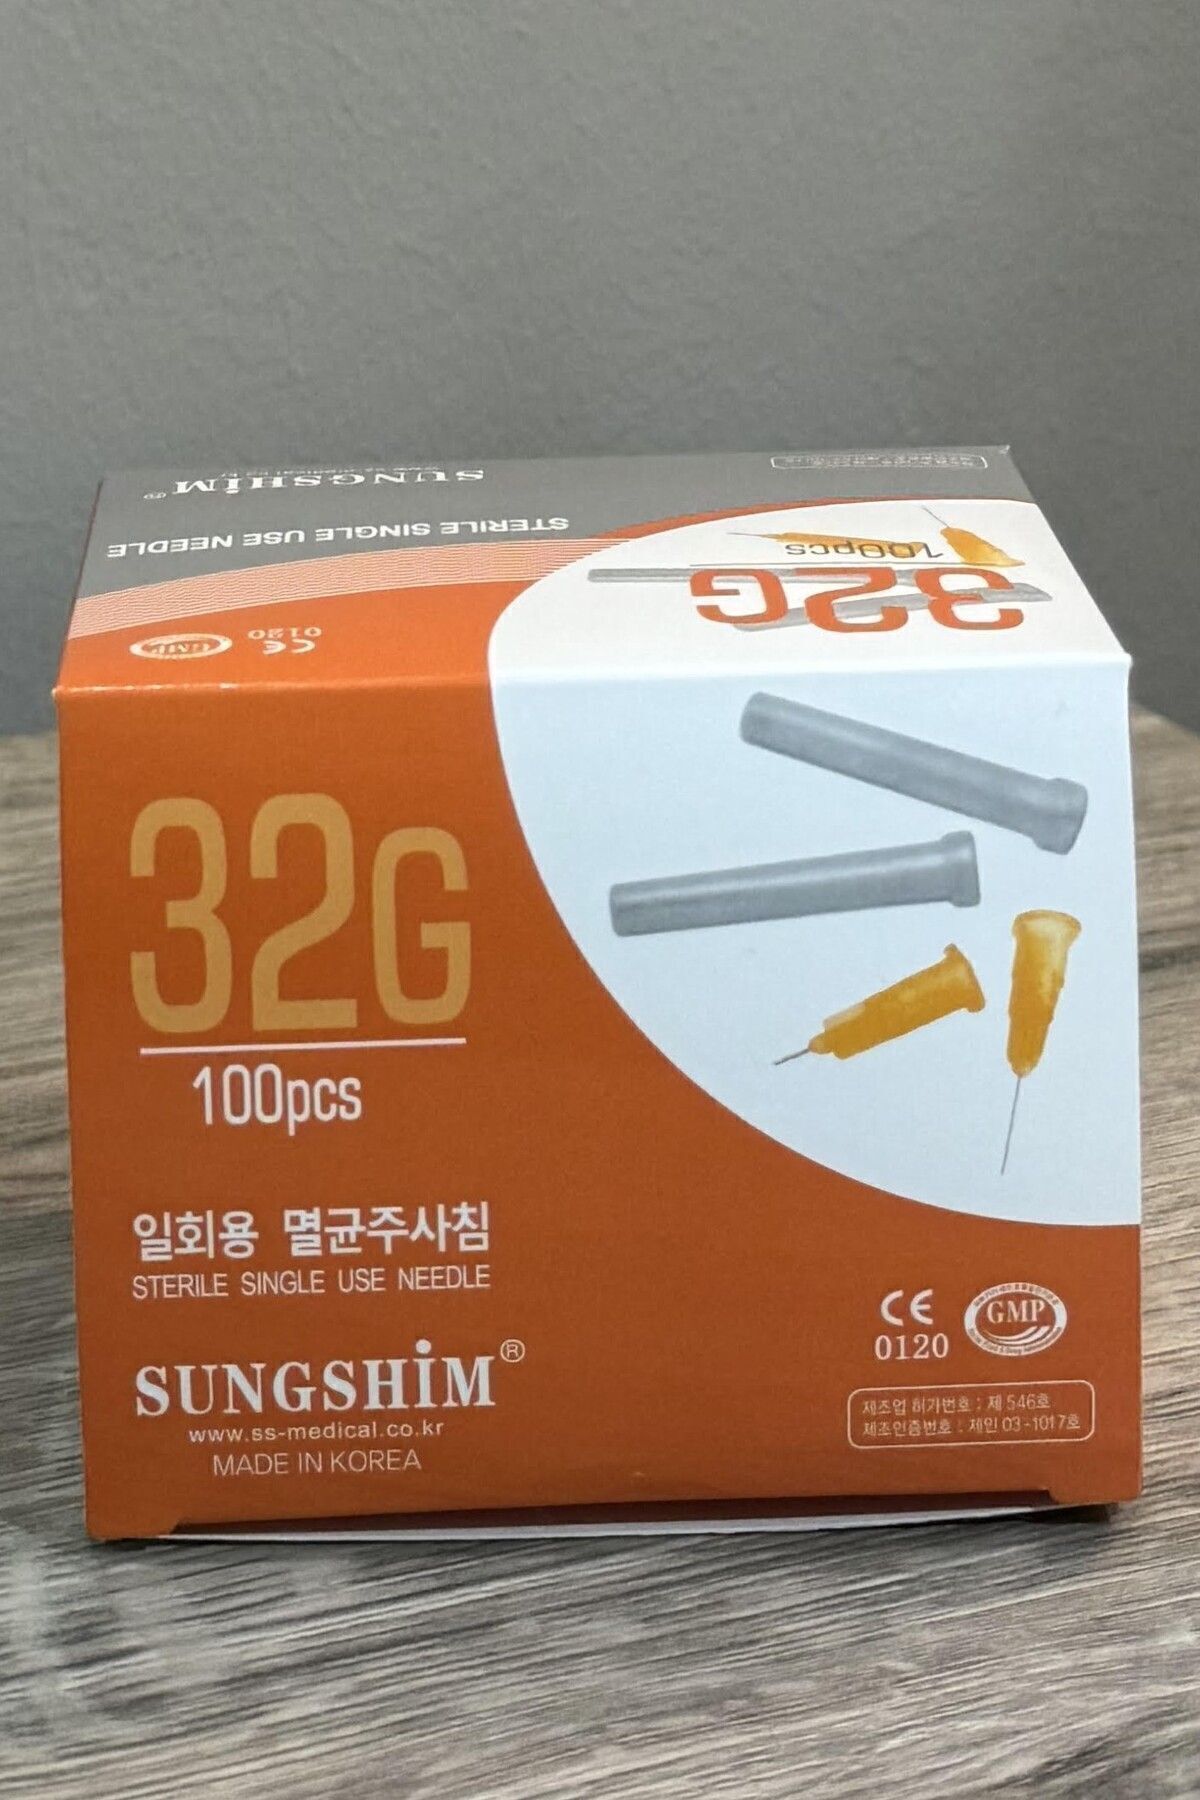 SUNGSHİM®
STERILE SINGLE USE NEEDLE
100pcs
32G
CE
0120
GMP
32G
100pcs
일회용 멸균주사침
STERILE SINGLE USE NEEDLE
SUNGSHİM®
www.ss-medical.co.kr
MADE IN KOREA
CE
0120
GMP
제조업 허가번호 : 제 546호
제조인증번호 : 제인 03-1017호